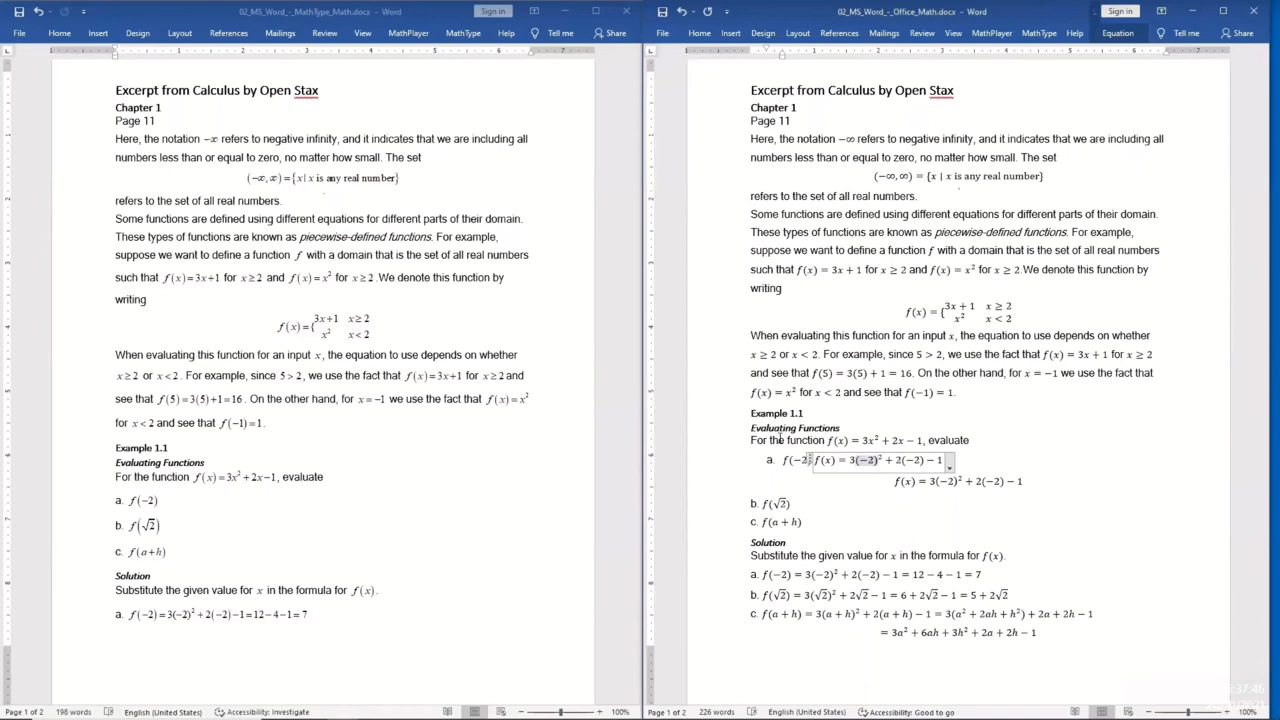 02_MS_Word_-_MathType_Math.docx - Word
Sign in
File Home Insert Design Layout References Mailings Review View MathPlayer MathType Help Tell me Share
Excerpt from Calculus by Open Stax
Chapter 1
Page 11
Here, the notation −∞ refers to negative infinity, and it indicates that we are including all
numbers less than or equal to zero, no matter how small. The set
(−∞,∞)={x| x is any real number}
refers to the set of all real numbers.
Some functions are defined using different equations for different parts of their domain.
These types of functions are known as piecewise-defined functions. For example,
suppose we want to define a function f with a domain that is the set of all real numbers
such that f(x)=3x+1 for x≥2 and f(x)=x² for x≥2.We denote this function by
writing
f(x)={3x+1 x≥2
x² x<2
When evaluating this function for an input x, the equation to use depends on whether
x≥2 or x<2. For example, since 5>2, we use the fact that f(x)=3x+1 for x≥2 and
see that f(5)=3(5)+1=16. On the other hand, for x=−1 we use the fact that f(x)=x²
for x<2 and see that f(−1)=1.
Example 1.1
Evaluating Functions
For the function f(x)=3x²+2x−1, evaluate
a. f(−2)
b. f(√2)
c. f(a+h)
Solution
Substitute the given value for x in the formula for f(x).
a. f(−2)=3(−2)²+2(−2)−1=12−4−1=7
Page 1 of 2 198 words English (United States) Accessibility: Investigate 100%
02_MS_Word_-_Office_Math.docx - Word
Sign in
File Home Insert Design Layout References Mailings Review View MathPlayer MathType Help Equation Tell me Share
Excerpt from Calculus by Open Stax
Chapter 1
Page 11
Here, the notation −∞ refers to negative infinity, and it indicates that we are including all
numbers less than or equal to zero, no matter how small. The set
(−∞,∞) = {x | x is any real number}
refers to the set of all real numbers.
Some functions are defined using different equations for different parts of their domain.
These types of functions are known as piecewise-defined functions. For example,
suppose we want to define a function f with a domain that is the set of all real numbers
such that f(x) = 3x + 1 for x ≥ 2 and f(x) = x² for x ≥ 2.We denote this function by
writing
f(x) = {3x + 1 x ≥ 2
x² x < 2
When evaluating this function for an input x, the equation to use depends on whether
x ≥ 2 or x < 2. For example, since 5 > 2, we use the fact that f(x) = 3x + 1 for x ≥ 2
and see that f(5) = 3(5) + 1 = 16. On the other hand, for x = −1 we use the fact that
f(x) = x² for x < 2 and see that f(−1) = 1.
Example 1.1
Evaluating Functions
For the function f(x) = 3x² + 2x − 1, evaluate
a. f(−2 f(x) = 3(−2)² + 2(−2) − 1
f(x) = 3(−2)² + 2(−2) − 1
b. f(√2)
c. f(a + h)
Solution
Substitute the given value for x in the formula for f(x).
a. f(−2) = 3(−2)² + 2(−2) − 1 = 12 − 4 − 1 = 7
b. f(√2) = 3(√2)² + 2√2 − 1 = 6 + 2√2 − 1 = 5 + 2√2
c. f(a + h) = 3(a + h)² + 2(a + h) − 1 = 3(a² + 2ah + h²) + 2a + 2h − 1
= 3a² + 6ah + 3h² + 2a + 2h − 1
Page 1 of 2 226 words English (United States) Accessibility: Good to go 100%